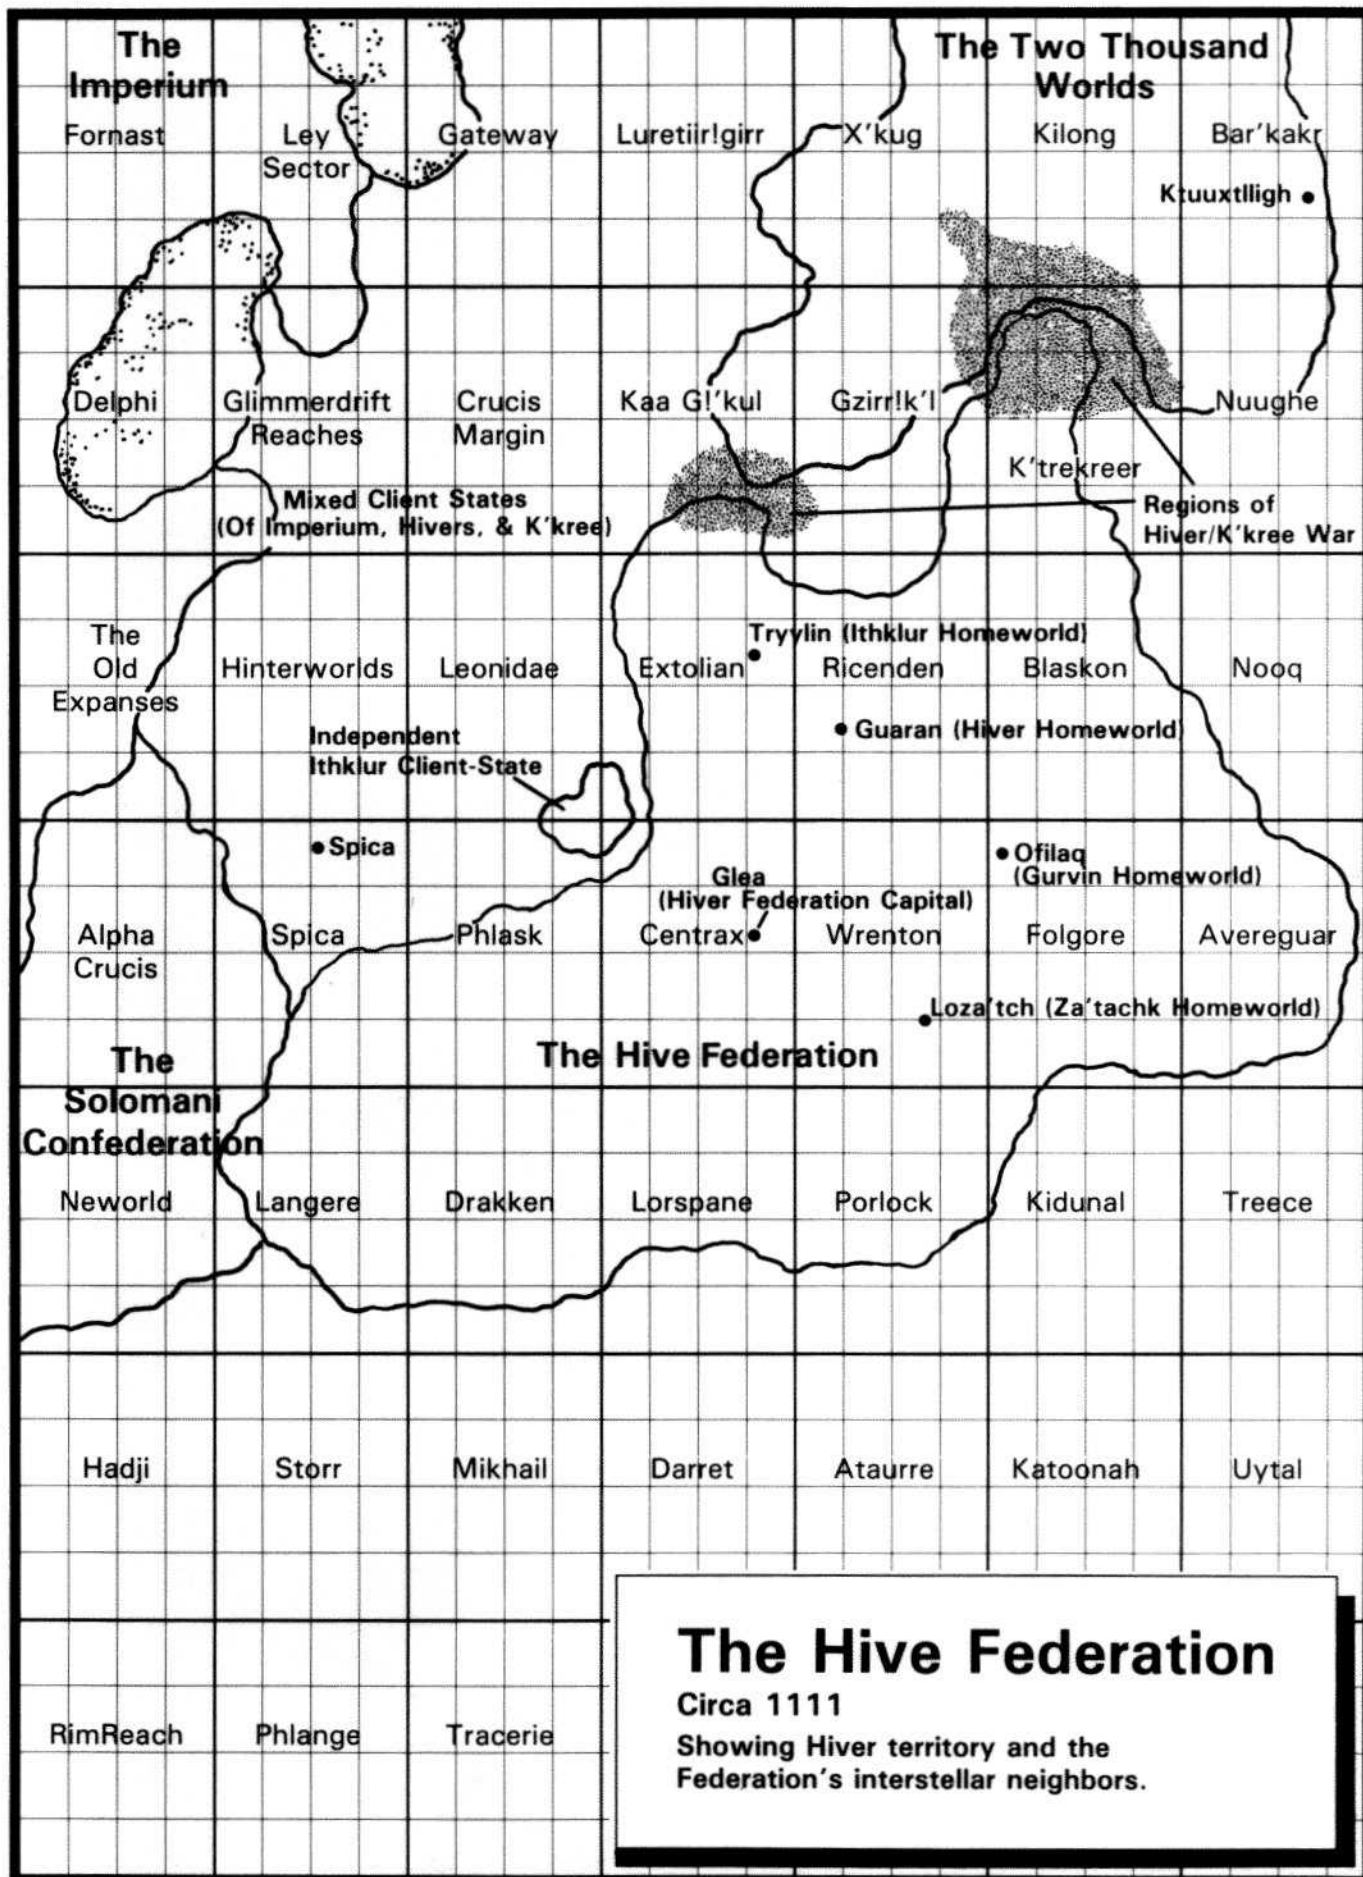 The
Imperium
The Two Thousand
Worlds
Fornast
Ley
Sector
Gateway
Luretiir!girr
X'kug
Kilong
Bar'kakr
Ktuuxtlligh
Delphi
Glimmerdrift
Reaches
Crucis
Margin
Kaa G!'kul
Gzirr!k'l
Nuughe
K'trekreer
Mixed Client States
(Of Imperium, Hivers, & K'kree)
Regions of
Hiver/K'kree War
The
Old
Expanses
Hinterworlds
Leonidae
Extolian
Tryylin (Ithklur Homeworld)
Ricenden
Blaskon
Nooq
Independent
Ithklur Client-State
Guaran (Hiver Homeworld)
Spica
Ofilaq
(Gurvin Homeworld)
Glea
(Hiver Federation Capital)
Alpha
Crucis
Spica
Phlask
Centrax
Wrenton
Folgore
Avereguar
Loza'tch (Za'tachk Homeworld)
The
Solomani
Confederation
The Hive Federation
Neworld
Langere
Drakken
Lorspane
Porlock
Kidunal
Treece
Hadji
Storr
Mikhail
Darret
Ataurre
Katoonah
Uytal
RimReach
Phlange
Tracerie
The Hive Federation
Circa 1111
Showing Hiver territory and the
Federation's interstellar neighbors.